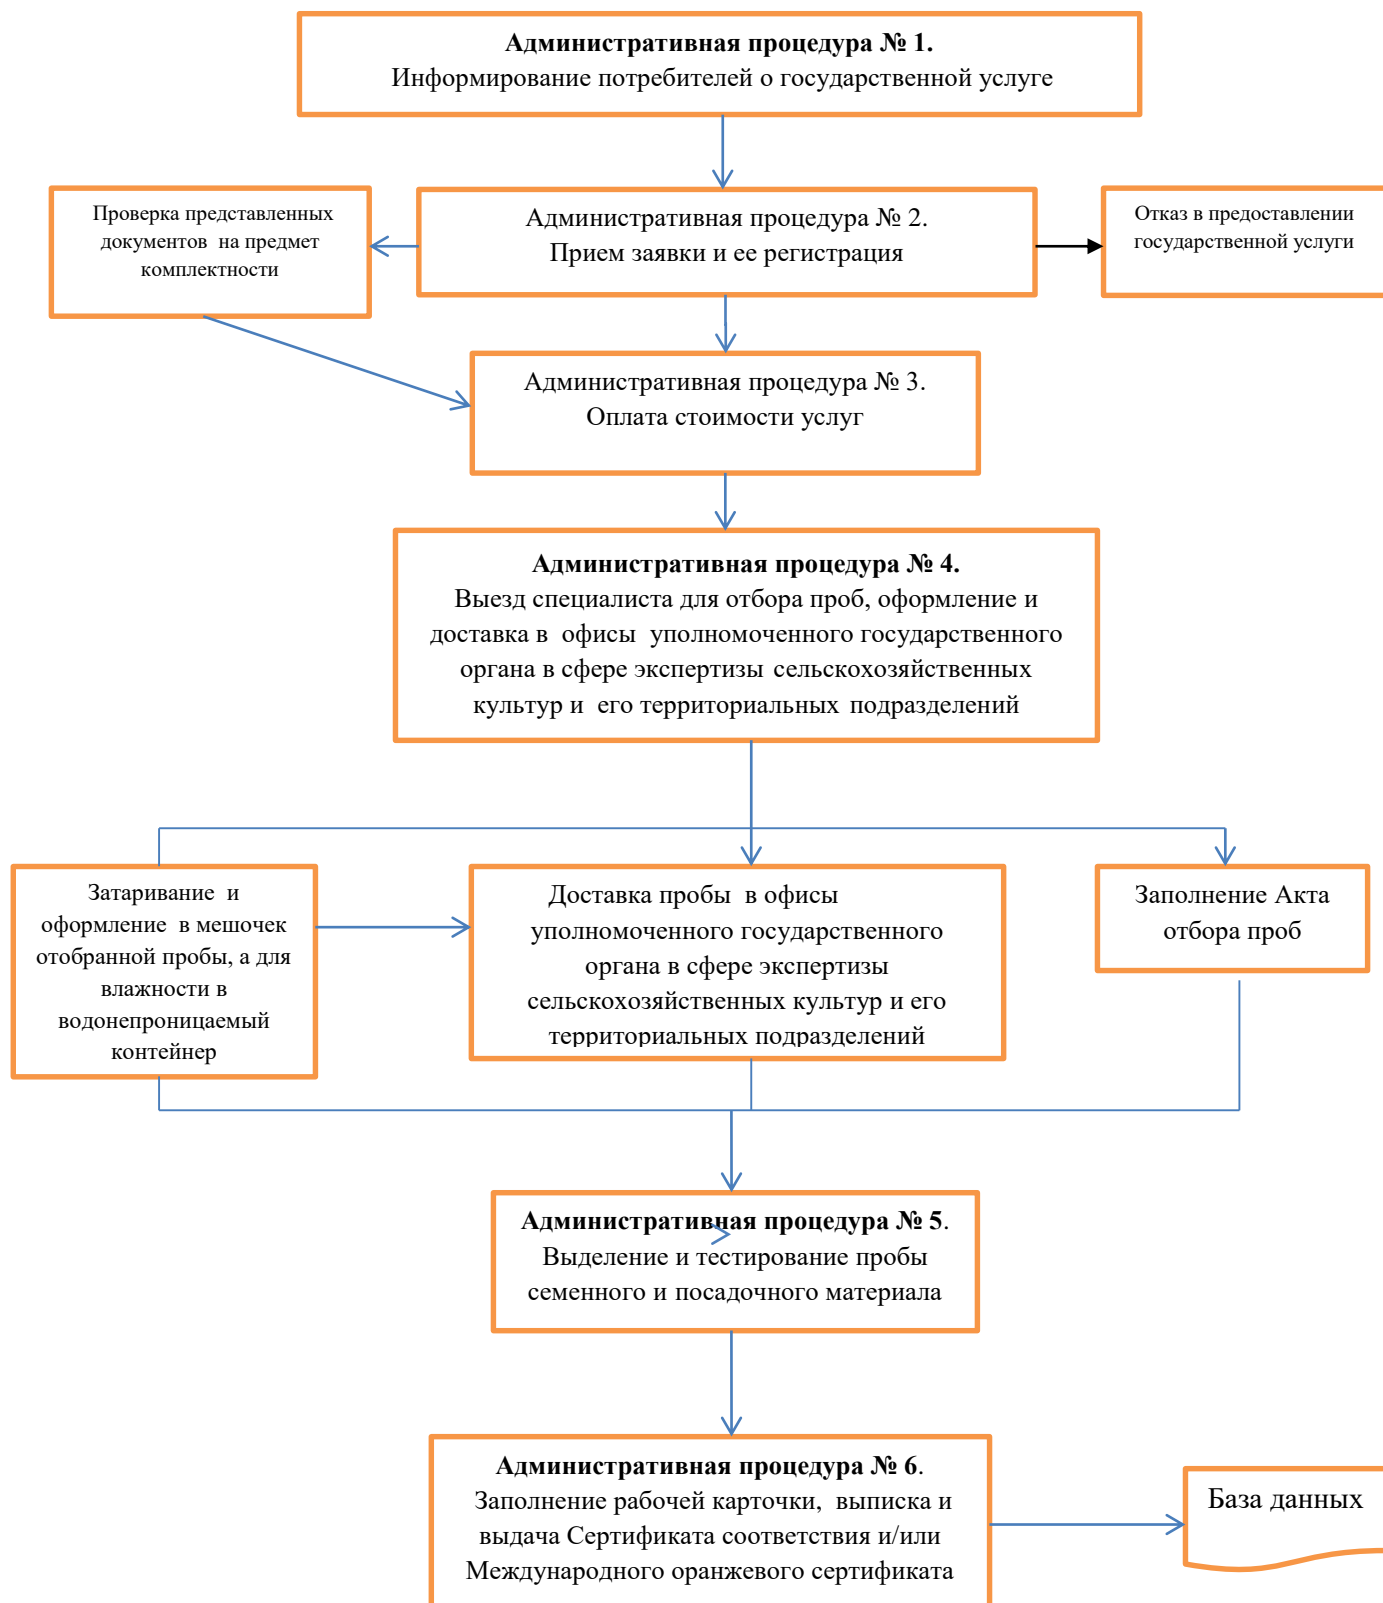 Административная процедура № 1.
Информирование потребителей о государственной услуге
Проверка представленных
документов на предмет
комплектности
Административная процедура № 2.
Прием заявки и ее регистрация
Отказ в предоставлении
государственной услуги
Административная процедура № 3.
Оплата стоимости услуг
Административная процедура № 4.
Выезд специалиста для отбора проб, оформление и
доставка в офисы уполномоченного государственного
органа в сфере экспертизы сельскохозяйственных
культур и его территориальных подразделений
Затаривание и
оформление в мешочек
отобранной пробы, а для
влажности в
водонепроницаемый
контейнер
Доставка пробы в офисы
уполномоченного государственного
органа в сфере экспертизы
сельскохозяйственных культур и его
территориальных подразделений
Заполнение Акта
отбора проб
Административная процедура № 5.
Выделение и тестирование пробы
семенного и посадочного материала
Административная процедура № 6.
Заполнение рабочей карточки, выписка и
выдача Сертификата соответствия и/или
Международного оранжевого сертификата
База данных